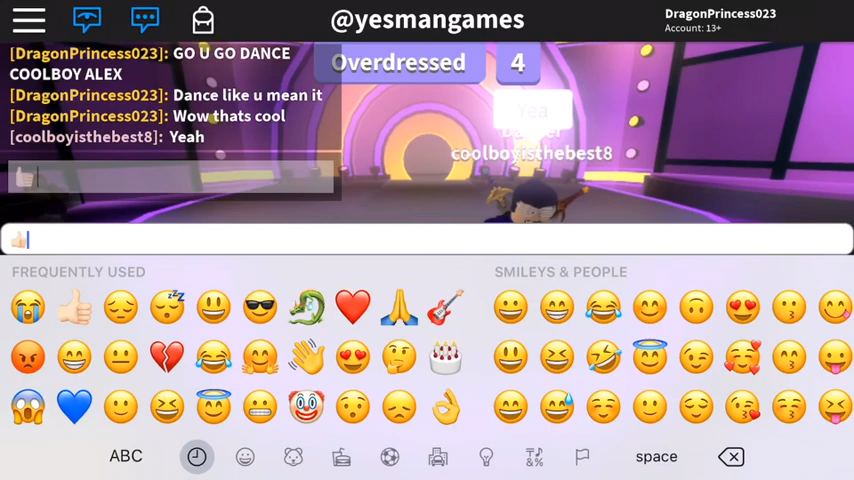 @yesmangames
DragonPrincess023
Account: 13+
[DragonPrincess023]: GO U GO DANCE
COOLBOY ALEX
[DragonPrincess023]: Dance like u mean it
[DragonPrincess023]: Wow thats cool
[coolboyisthebest8]: Yeah
Overdressed 4
Yea
coolboyisthebest8
FREQUENTLY USED
SMILEYS & PEOPLE
ABC
space